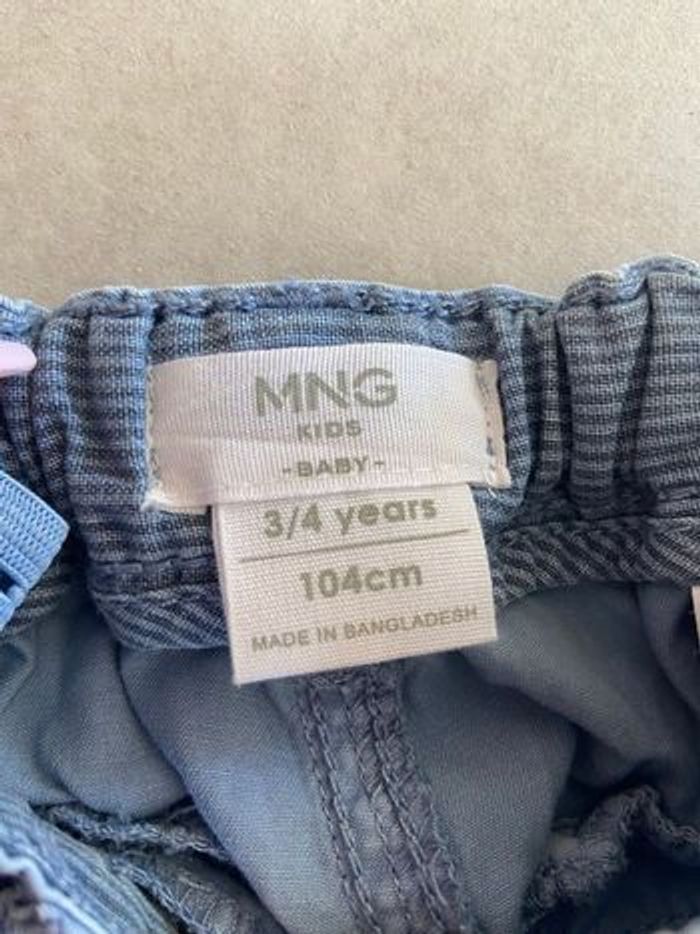 MNG
KIDS
-BABY-
3/4 years
104cm
MADE IN BANGLADESH